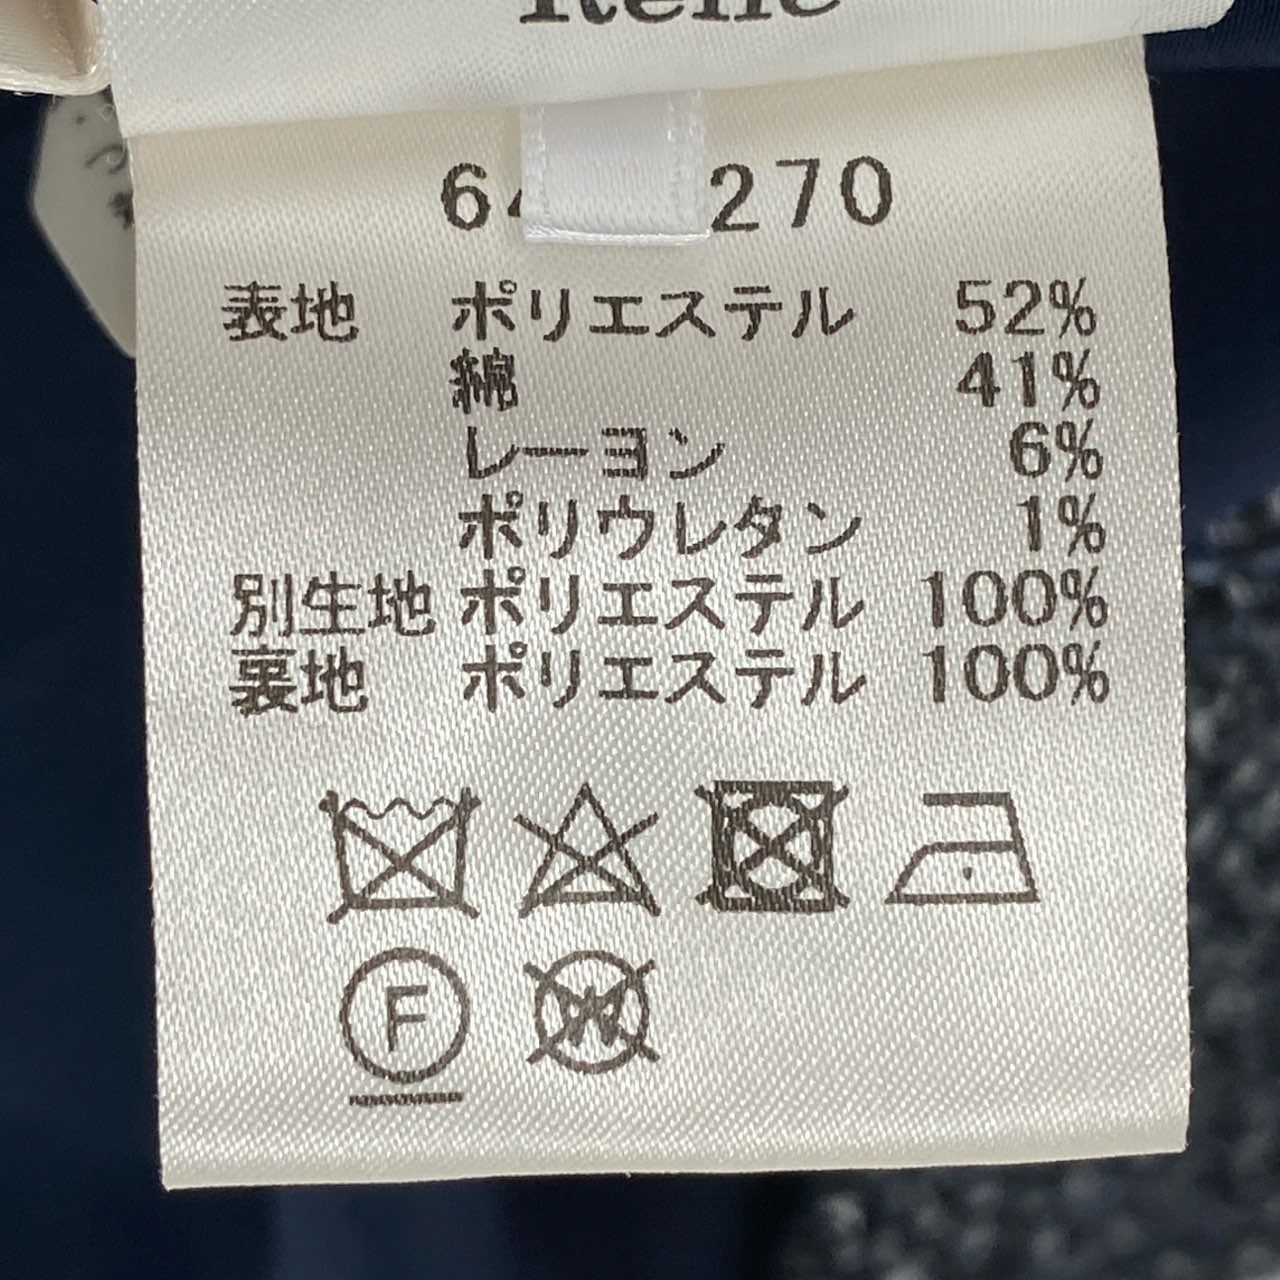 270
表地 ポリエステル 52%
綿 41%
レーヨン 6%
ポリウレタン 1%
別生地 ポリエステル 100%
裏地 ポリエステル 100%
F
W